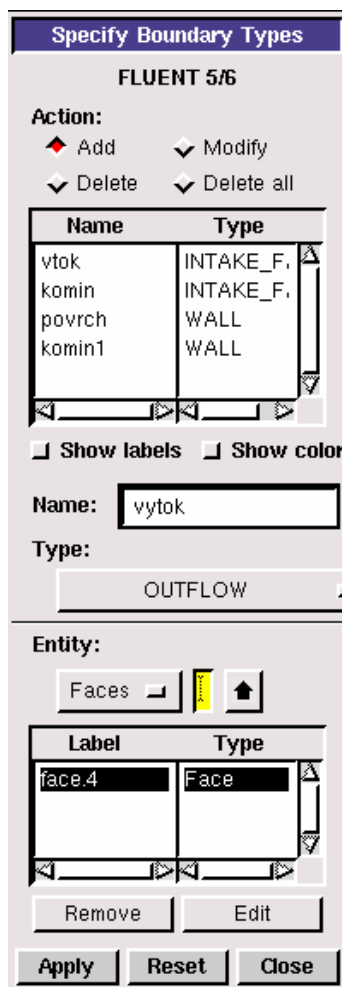 Specify Boundary Types
FLUENT 5/6
Action:
Add Modify
Delete Delete all
Name Type
vtok INTAKE_F.
komin INTAKE_F.
povrch WALL
komin1 WALL
Show labels Show color
Name: vytok
Type:
OUTFLOW
Entity:
Faces
Label Type
face.4 Face
Remove Edit
Apply Reset Close